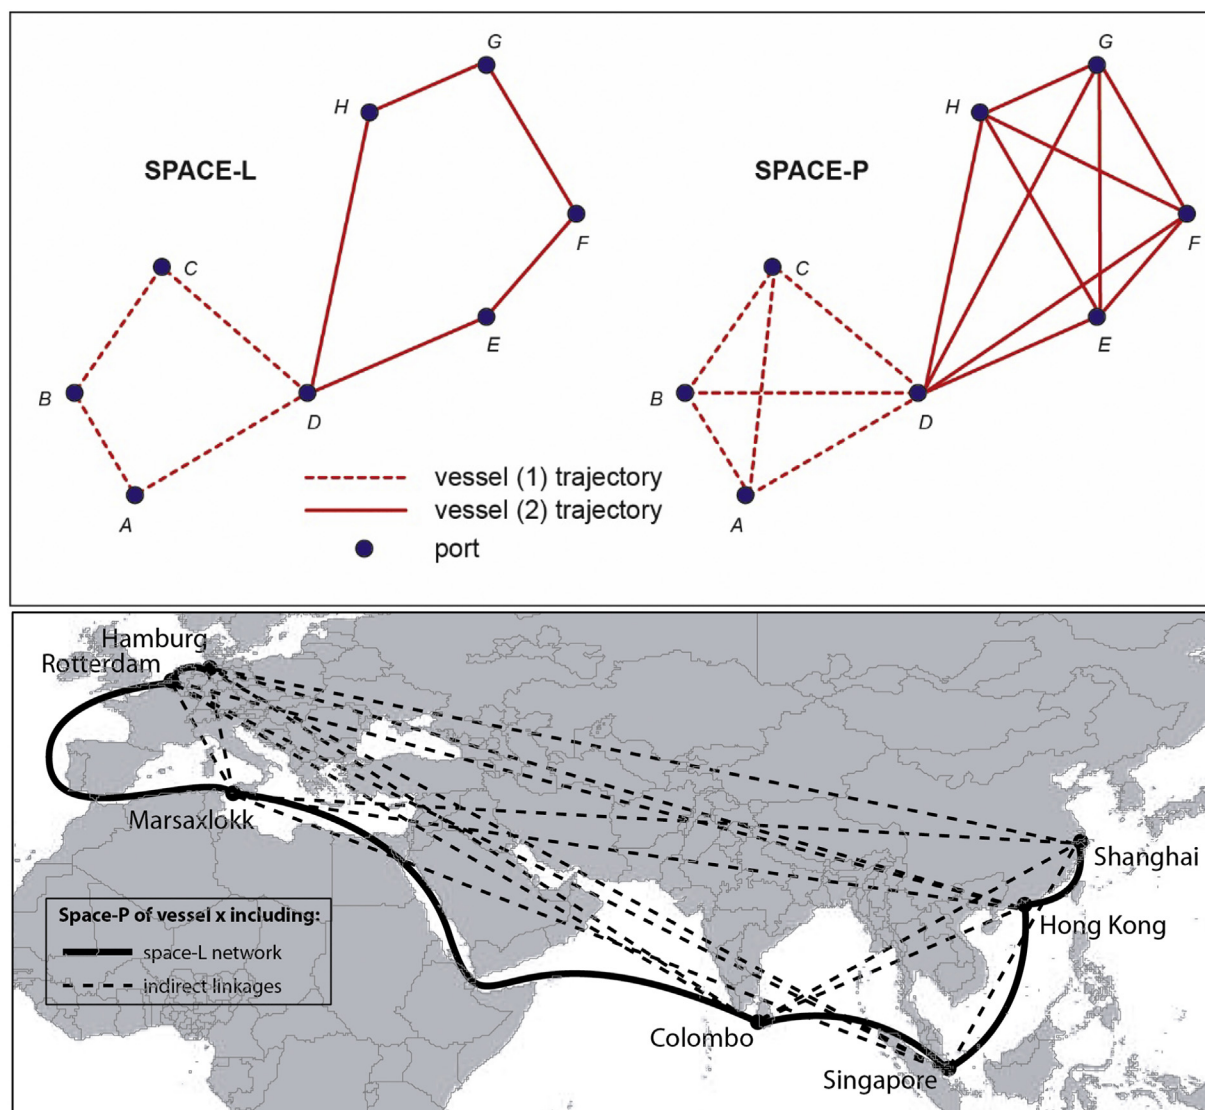 G
H
SPACE-L
F
C
E
B
D
A
G
H
SPACE-P
F
C
E
B
D
A
vessel (1) trajectory
vessel (2) trajectory
port
Hamburg
Rotterdam
Marsaxlokk
Shanghai
Hong Kong
Colombo
Singapore
Space-P of vessel x including:
space-L network
indirect linkages